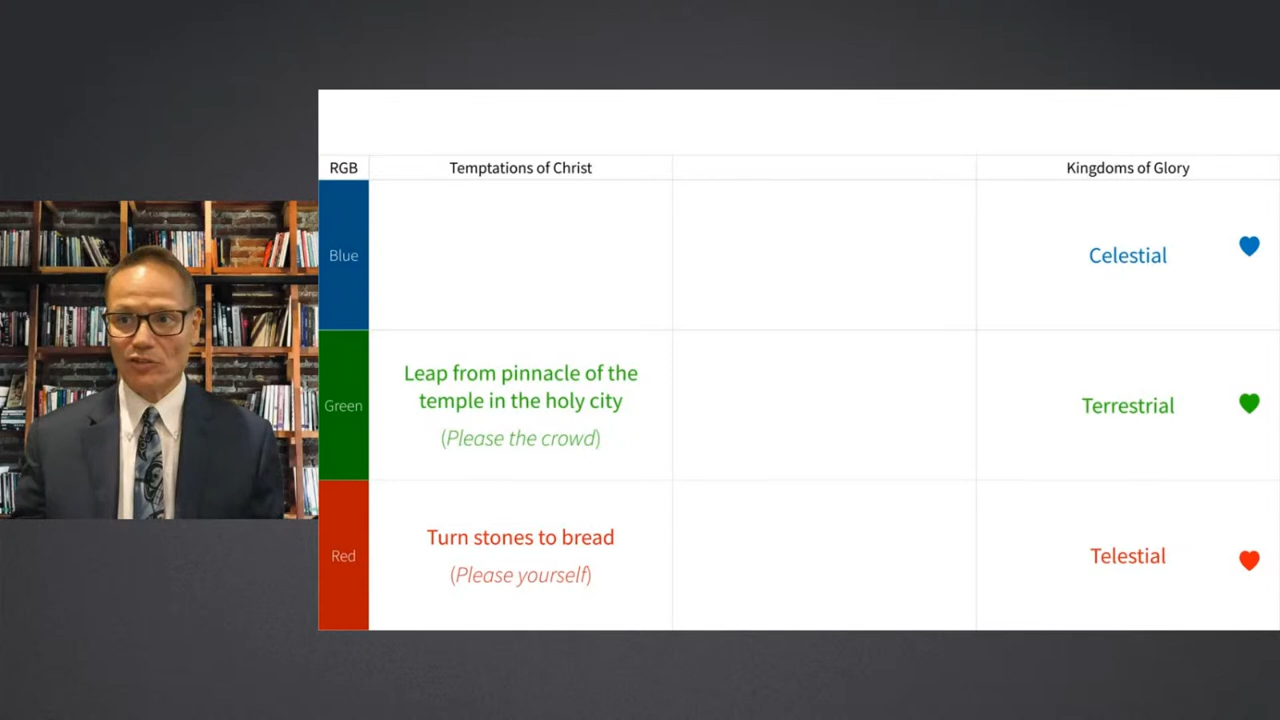 RGB
Temptations of Christ
Kingdoms of Glory
Blue
Celestial
Green
Leap from pinnacle of the
temple in the holy city
(Please the crowd)
Terrestrial
Red
Turn stones to bread
(Please yourself)
Telestial